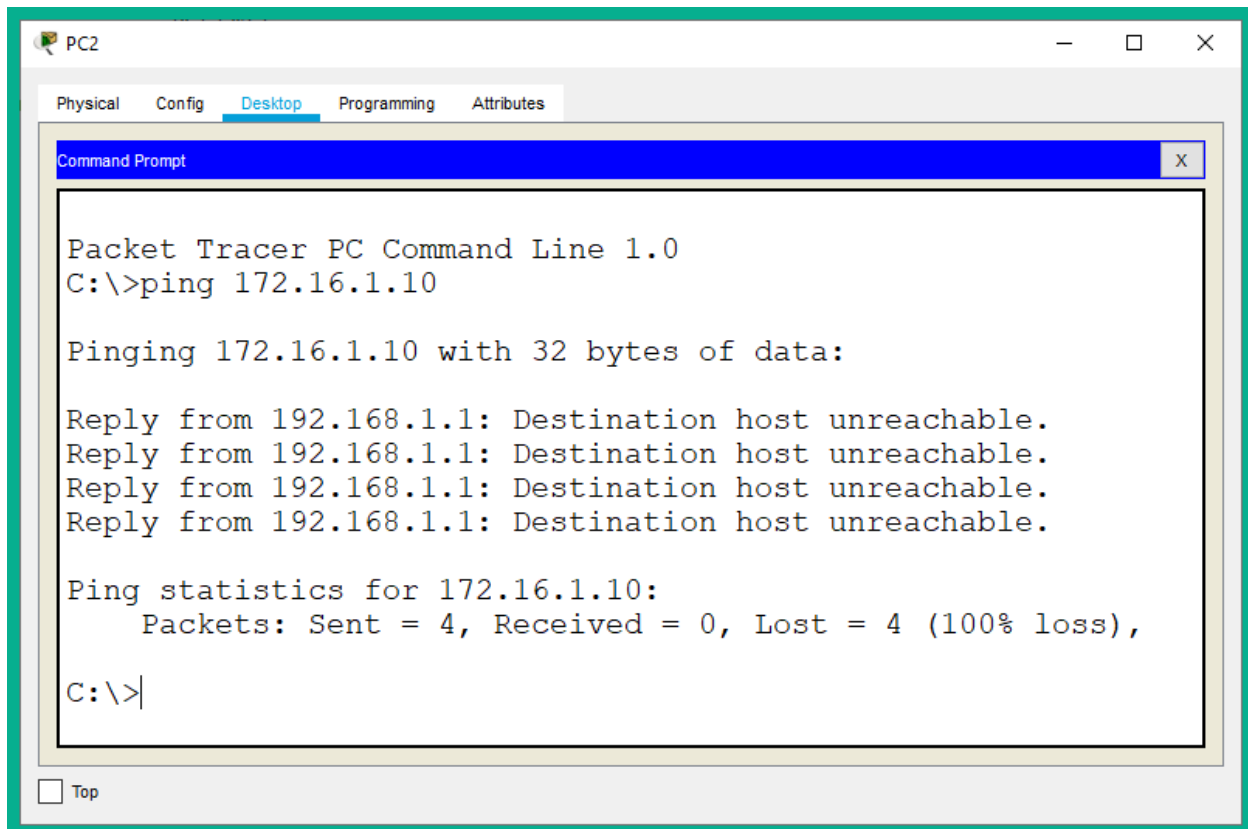 PC2
Physical Config Desktop Programming Attributes
Command Prompt X
Packet Tracer PC Command Line 1.0
C:\>ping 172.16.1.10
Pinging 172.16.1.10 with 32 bytes of data:
Reply from 192.168.1.1: Destination host unreachable.
Reply from 192.168.1.1: Destination host unreachable.
Reply from 192.168.1.1: Destination host unreachable.
Reply from 192.168.1.1: Destination host unreachable.
Ping statistics for 172.16.1.10:
Packets: Sent = 4, Received = 0, Lost = 4 (100% loss),
C:\>
Top